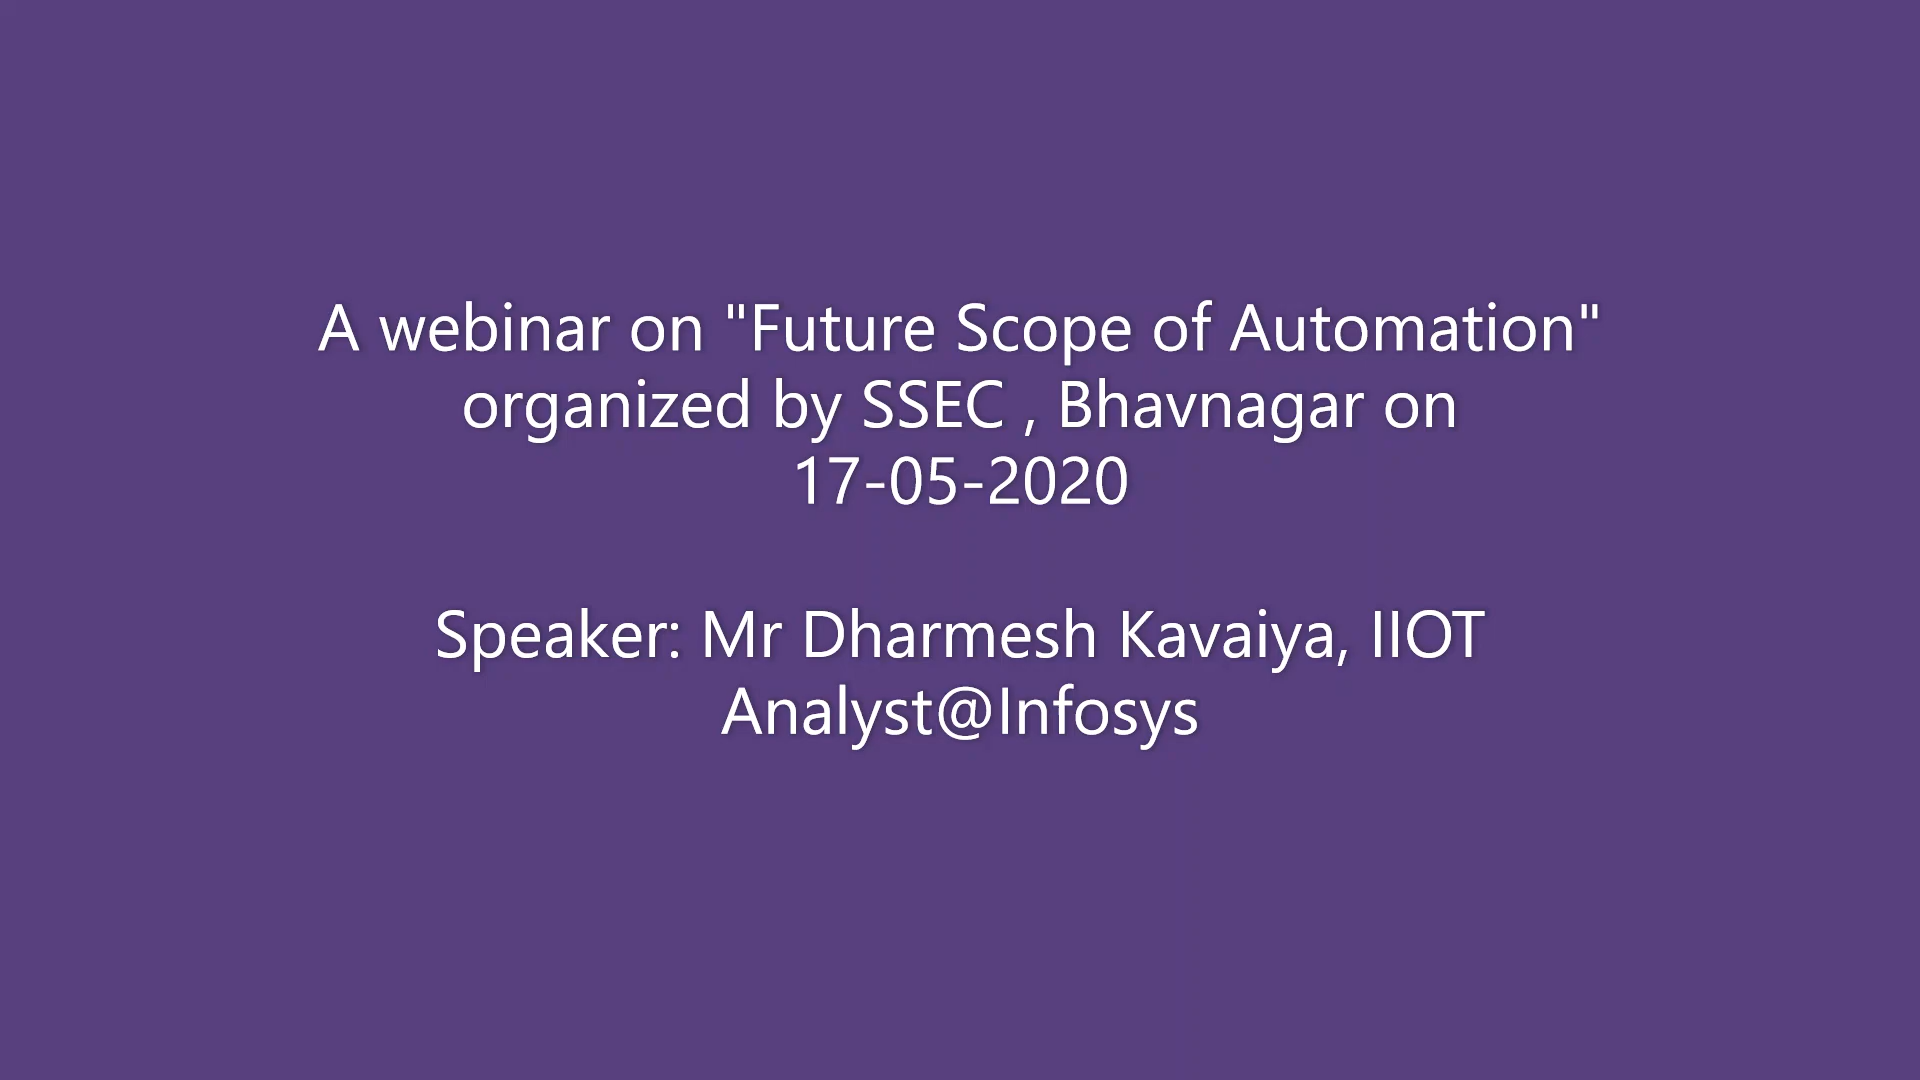 A webinar on "Future Scope of Automation"
organized by SSEC , Bhavnagar on
17-05-2020
Speaker: Mr Dharmesh Kavaiya, IIOT
Analyst@Infosys